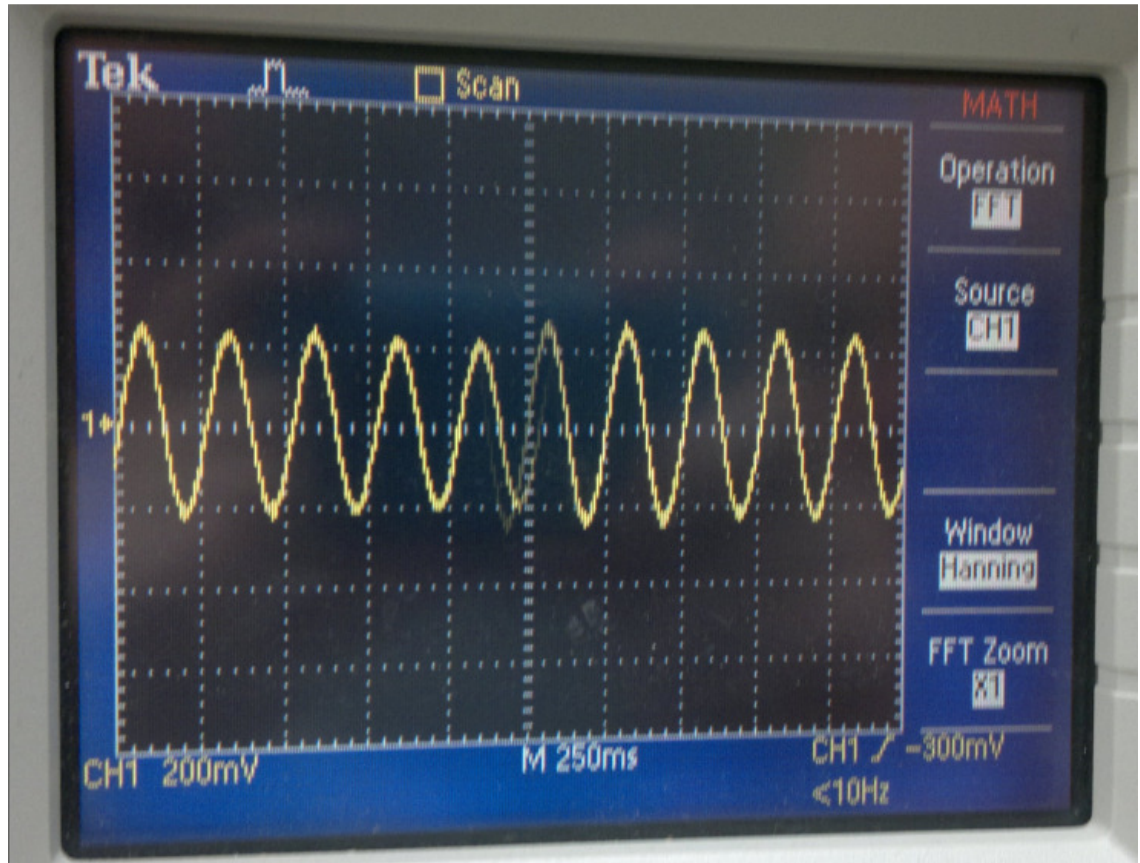 Tek
Scan
MATH
Operation
FFT
Source
CH1
1
Window
Hanning
FFT Zoom
X1
CH1 200mV
M 250ms
CH1 -300mV
<10Hz